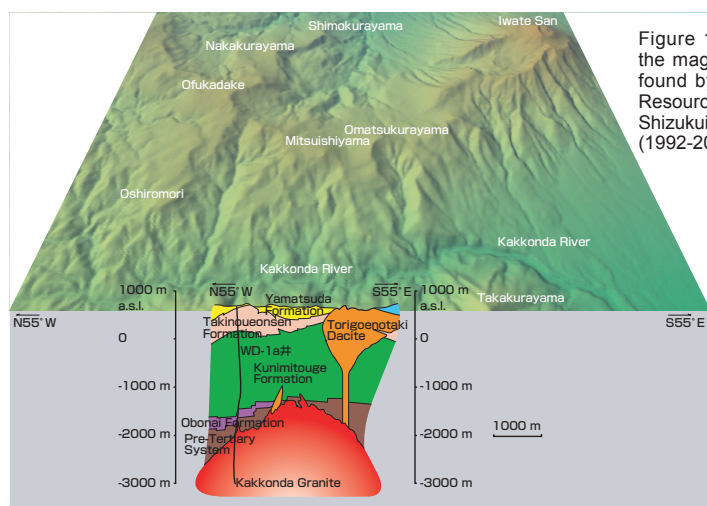 Shimokurayama
Iwate San
Nakakurayama
Ofukadake
Omatsukurayama
Mitsuishiyama
Oshiromori
Kakkonda River
Kakkonda River
Takakurayama
Figure 1
the mag
found by
Resourc
Shizukui
(1992-20
N55°W
S55°E
1000 m
a.s.l.
0
-1000 m
-2000 m
-3000 m
N55°W
S55°E
1000 m
a.s.l.
0
-1000 m
-2000 m
-3000 m
Yamatsuda
Formation
Takinoueonsen
Formation
Torigoenotaki
Dacite
WD-1a井
Kunimitouge
Formation
Obonai Formation
Pre-Tertiary
System
Kakkonda Granite
1000 m